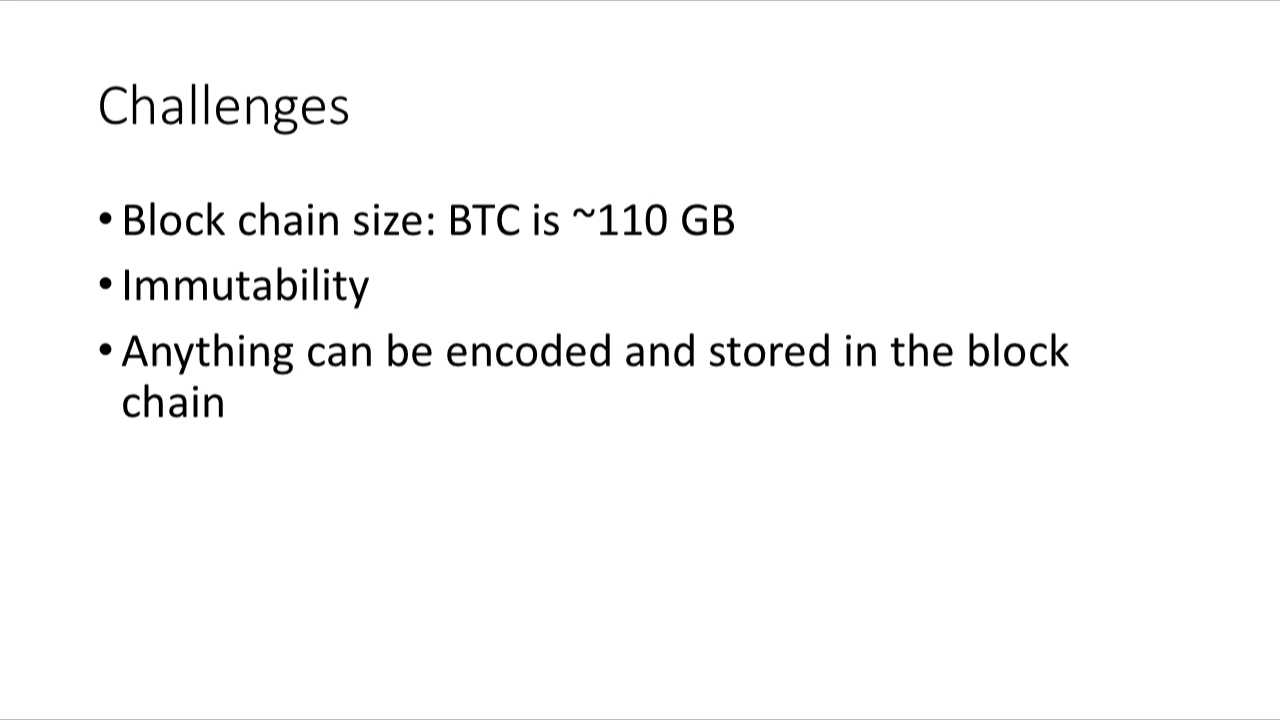 Challenges
• Block chain size: BTC is ~110 GB
• Immutability
• Anything can be encoded and stored in the block
chain